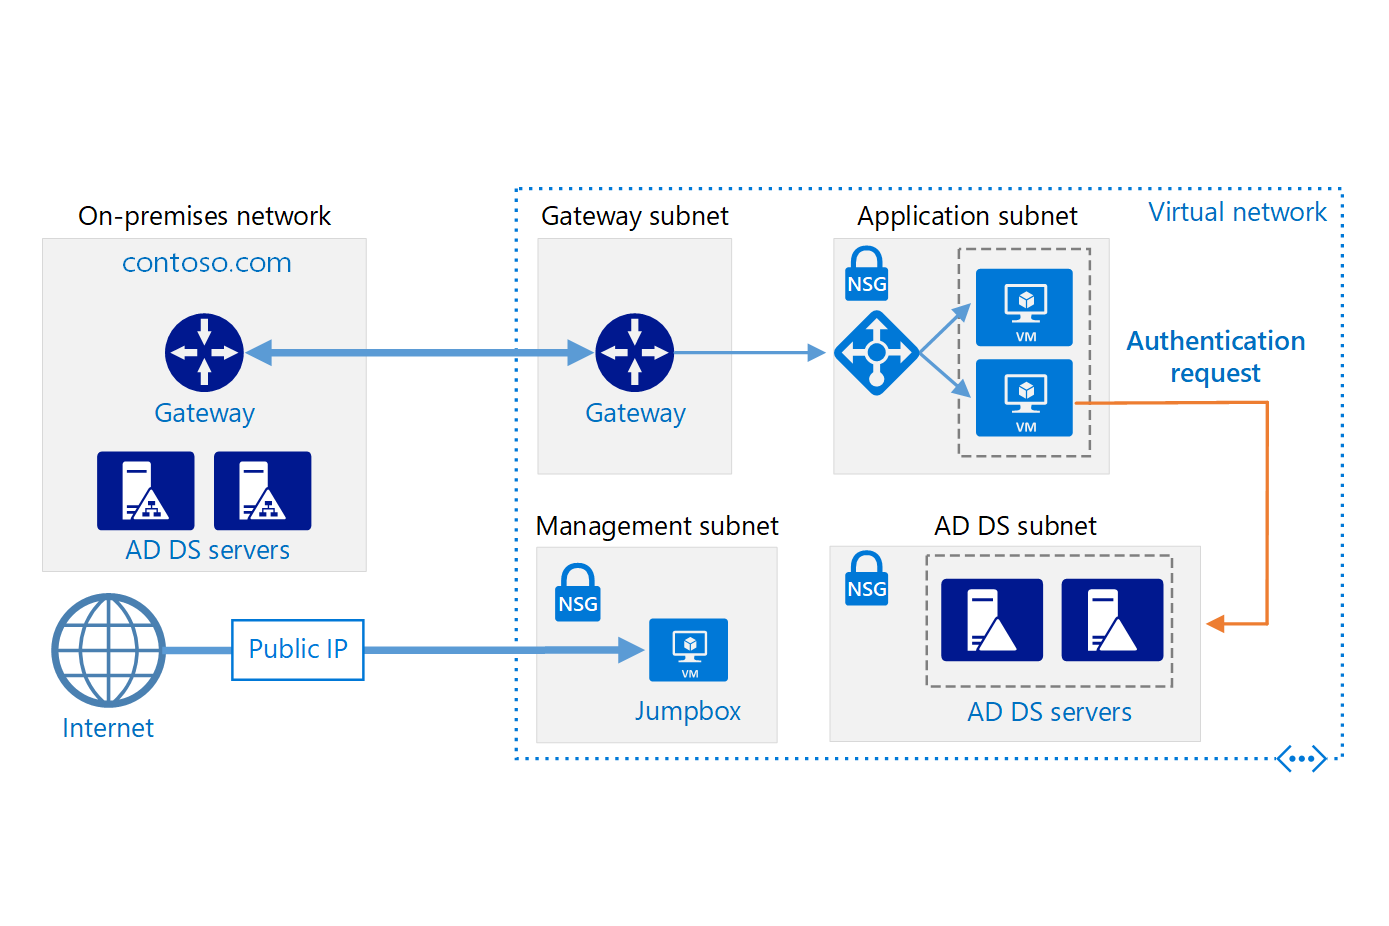 On-premises network
contoso.com
Gateway
AD DS servers
Internet
Public IP
Virtual network
Gateway subnet
Gateway
Application subnet
NSG
VM
VM
Authentication
request
Management subnet
NSG
VM
Jumpbox
AD DS subnet
NSG
AD DS servers